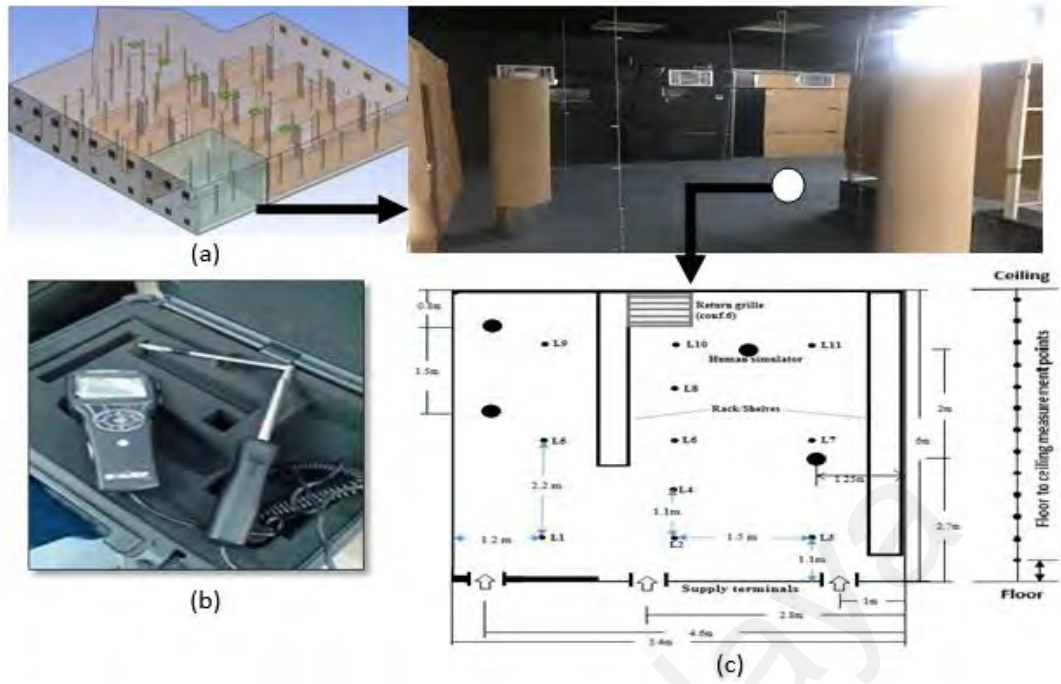 (a)
(b)
Ceiling
0.8m
Return grille
(conf.6)
L9
L10
L11
Human simulator
1.5m
L8
2m
Rack/Shelves
6m
L5
L6
L7
1.25m
2.2m
L4
1.1m
2.7m
1.2 m
L1
L2
1.5 m
L3
1.1m
Supply terminals
1m
2.8m
4.6m
5.4m
Floor to ceiling measurement points
Floor
(c)